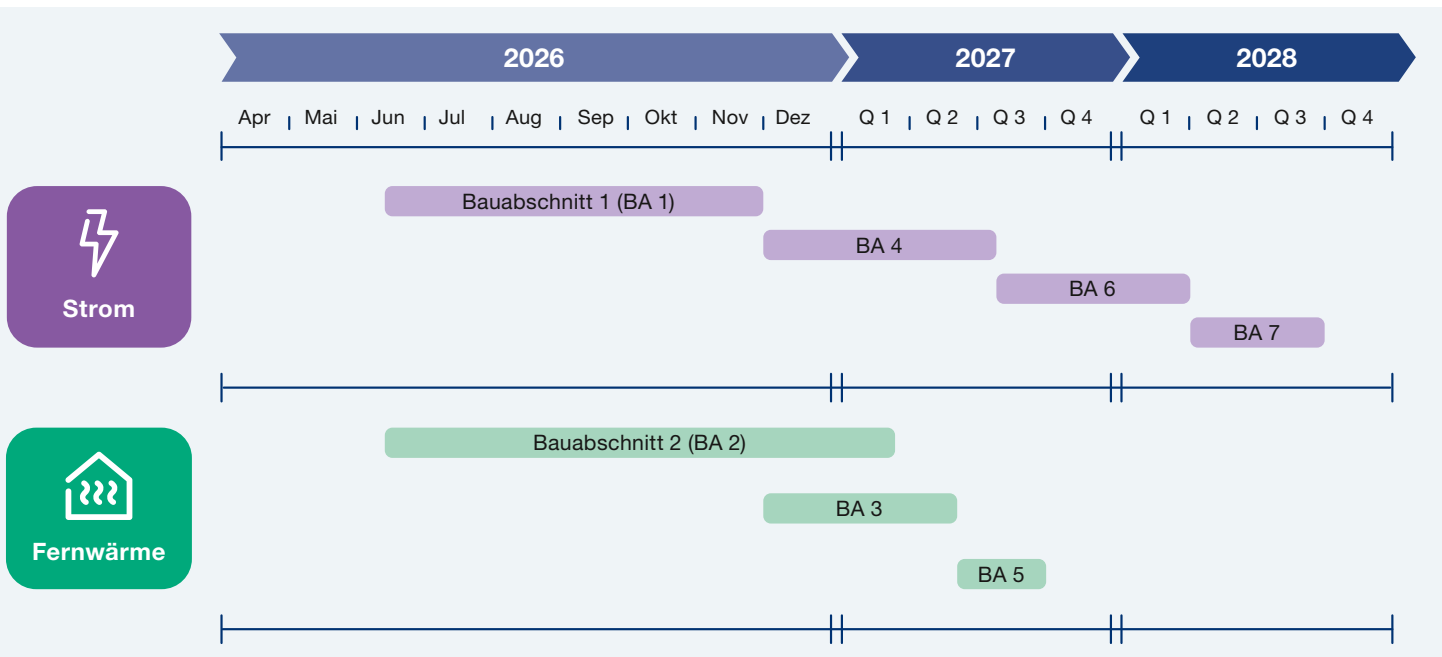 2026 2027 2028
Apr Mai Jun Jul Aug Sep Okt Nov Dez Q 1 Q 2 Q 3 Q 4 Q 1 Q 2 Q 3 Q 4
Bauabschnitt 1 (BA 1)
BA 4
BA 6
Strom
BA 7
Bauabschnitt 2 (BA 2)
BA 3
Fernwärme
BA 5